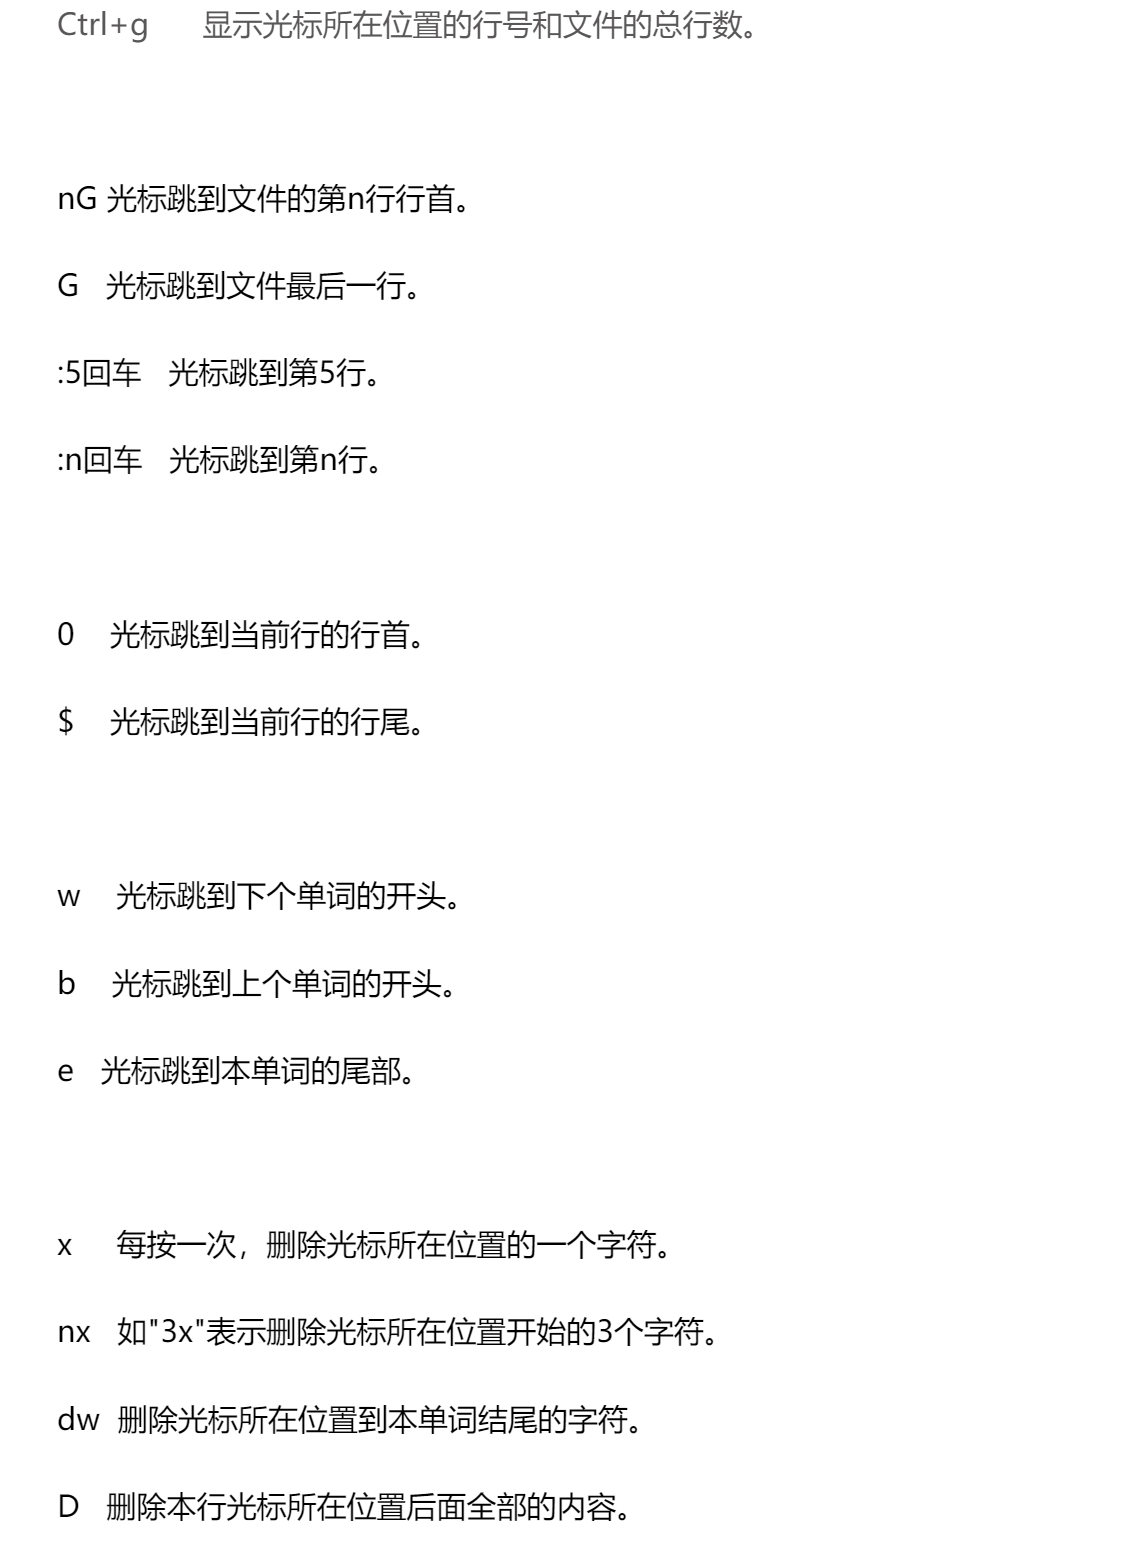 Ctrl+g 显示光标所在位置的行号和文件的总行数。
nG 光标跳到文件的第n行行首。
G 光标跳到文件最后一行。
:5回车 光标跳到第5行。
:n回车 光标跳到第n行。
0 光标跳到当前行的行首。
$ 光标跳到当前行的行尾。
w 光标跳到下个单词的开头。
b 光标跳到上个单词的开头。
e 光标跳到本单词的尾部。
x 每按一次，删除光标所在位置的一个字符。
nx 如"3x"表示删除光标所在位置开始的3个字符。
dw 删除光标所在位置到本单词结尾的字符。
D 删除本行光标所在位置后面全部的内容。